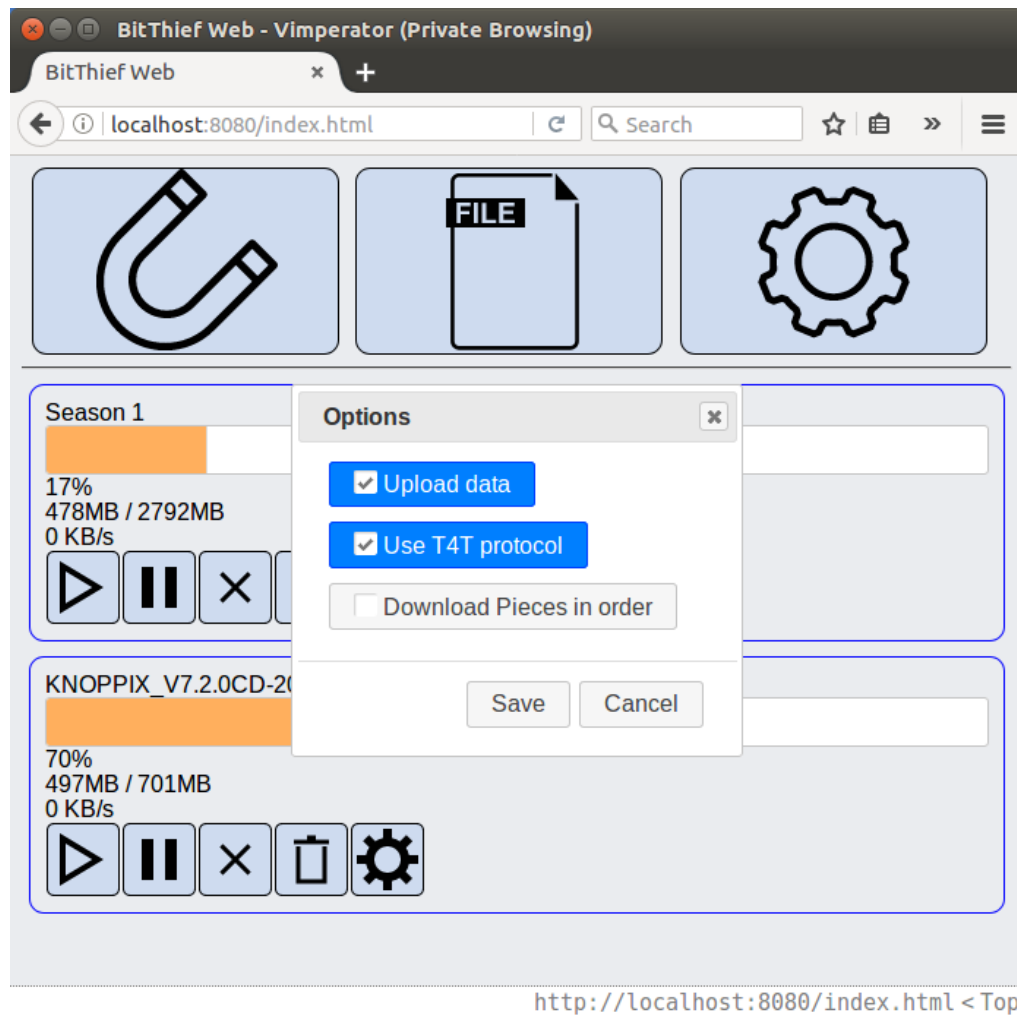 BitThief Web - Vimperator (Private Browsing)
BitThief Web
localhost:8080/index.html
Search
FILE
Season 1
17%
478MB / 2792MB
0 KB/s
Options
Upload data
Use T4T protocol
Download Pieces in order
Save Cancel
KNOPPIX_V7.2.0CD-20
70%
497MB / 701MB
0 KB/s
http://localhost:8080/index.html < Top